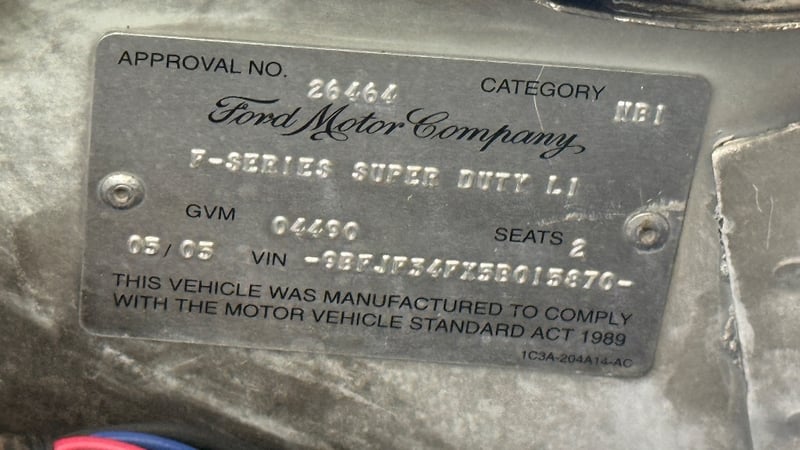 APPROVAL NO. 26464 CATEGORY NB1
Ford Motor Company
F-SERIES SUPER DUTY L1
GVM 04490 SEATS 2
05/05 VIN -9BFJF34FX5B015870-
THIS VEHICLE WAS MANUFACTURED TO COMPLY
WITH THE MOTOR VEHICLE STANDARD ACT 1989
1C3A-204A14-AC